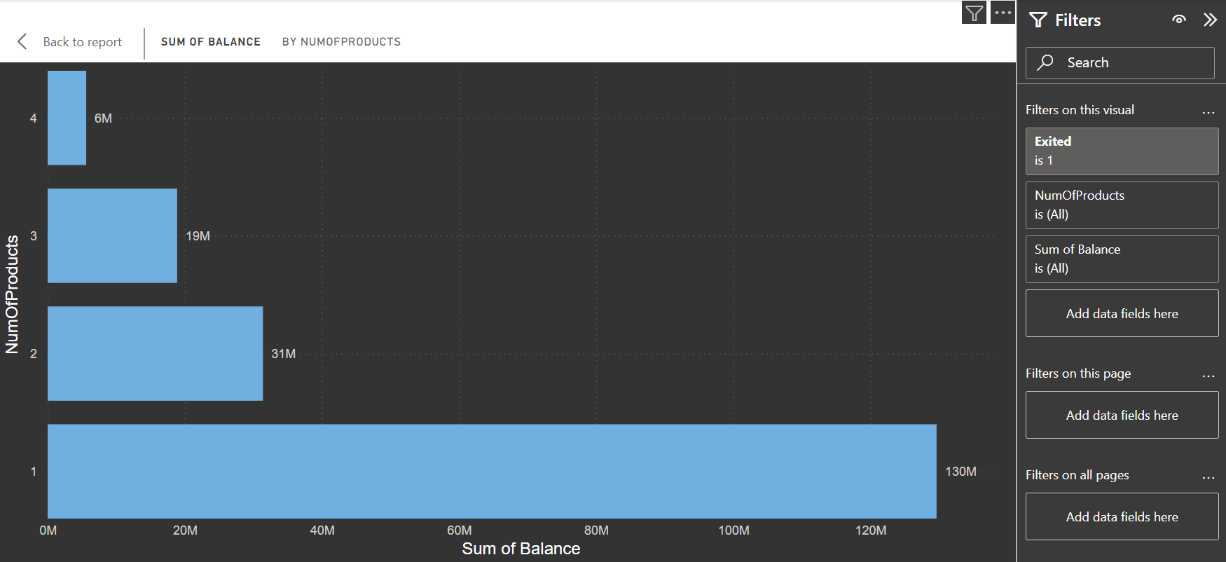 Back to report
SUM OF BALANCE BY NUMOFPRODUCTS
NumOfProducts
4 6M
3 19M
2 31M
1 130M
0M 20M 40M 60M 80M 100M 120M
Sum of Balance
Filters
Search
Filters on this visual ...
Exited
is 1
NumOfProducts
is (All)
Sum of Balance
is (All)
Add data fields here
Filters on this page ...
Add data fields here
Filters on all pages ...
Add data fields here